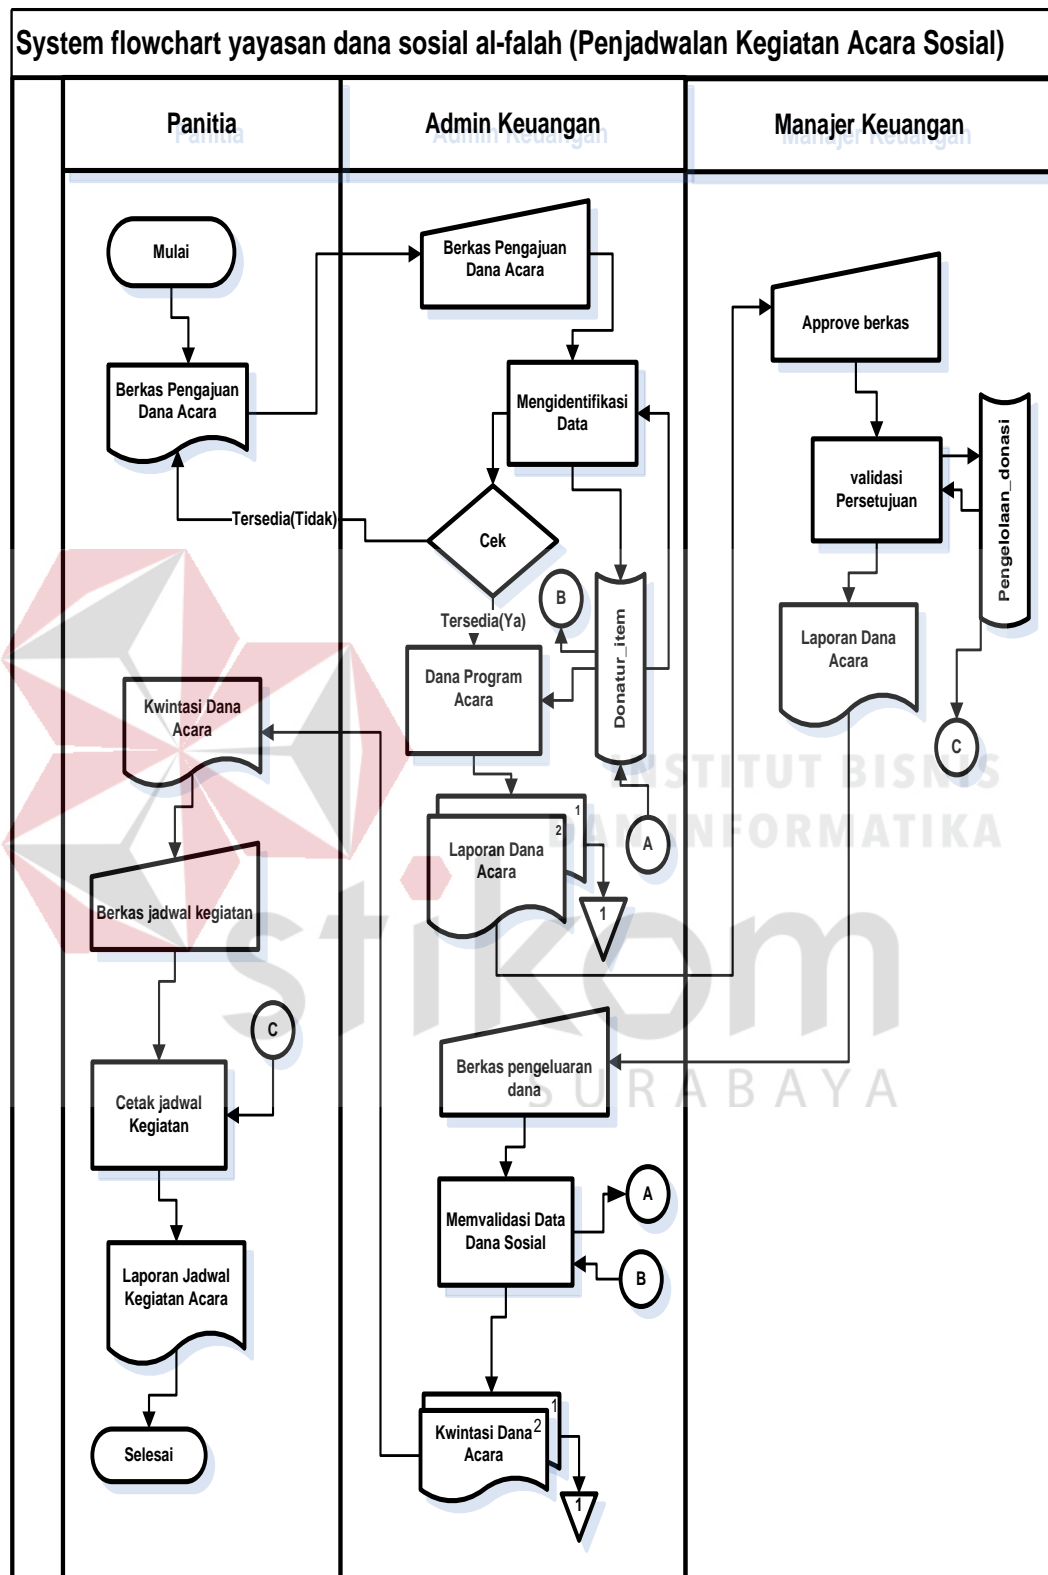 System flowchart yayasan dana sosial al-falah (Penjadwalan Kegiatan Acara Sosial)
Panitia
Admin Keuangan
Manajer Keuangan
Mulai
Berkas Pengajuan
Dana Acara
Berkas Pengajuan
Dana Acara
Mengidentifikasi
Data
Cek
Tersedia(Tidak)
Tersedia(Ya)
B
Donatur_item
Dana Program
Acara
1
2
Laporan Dana
Acara
1
A
Approve berkas
validasi
Persetujuan
Pengelolaan_donasi
Laporan Dana
Acara
C
Kwintasi Dana
Acara
Berkas jadwal kegiatan
C
Cetak jadwal
Kegiatan
Laporan Jadwal
Kegiatan Acara
Selesai
Berkas pengeluaran
dana
Memvalidasi Data
Dana Sosial
A
B
1
2
Kwintasi Dana
Acara
1
INSTITUT BISNIS
DAN INFORMATIKA
stikom
SURABAYA